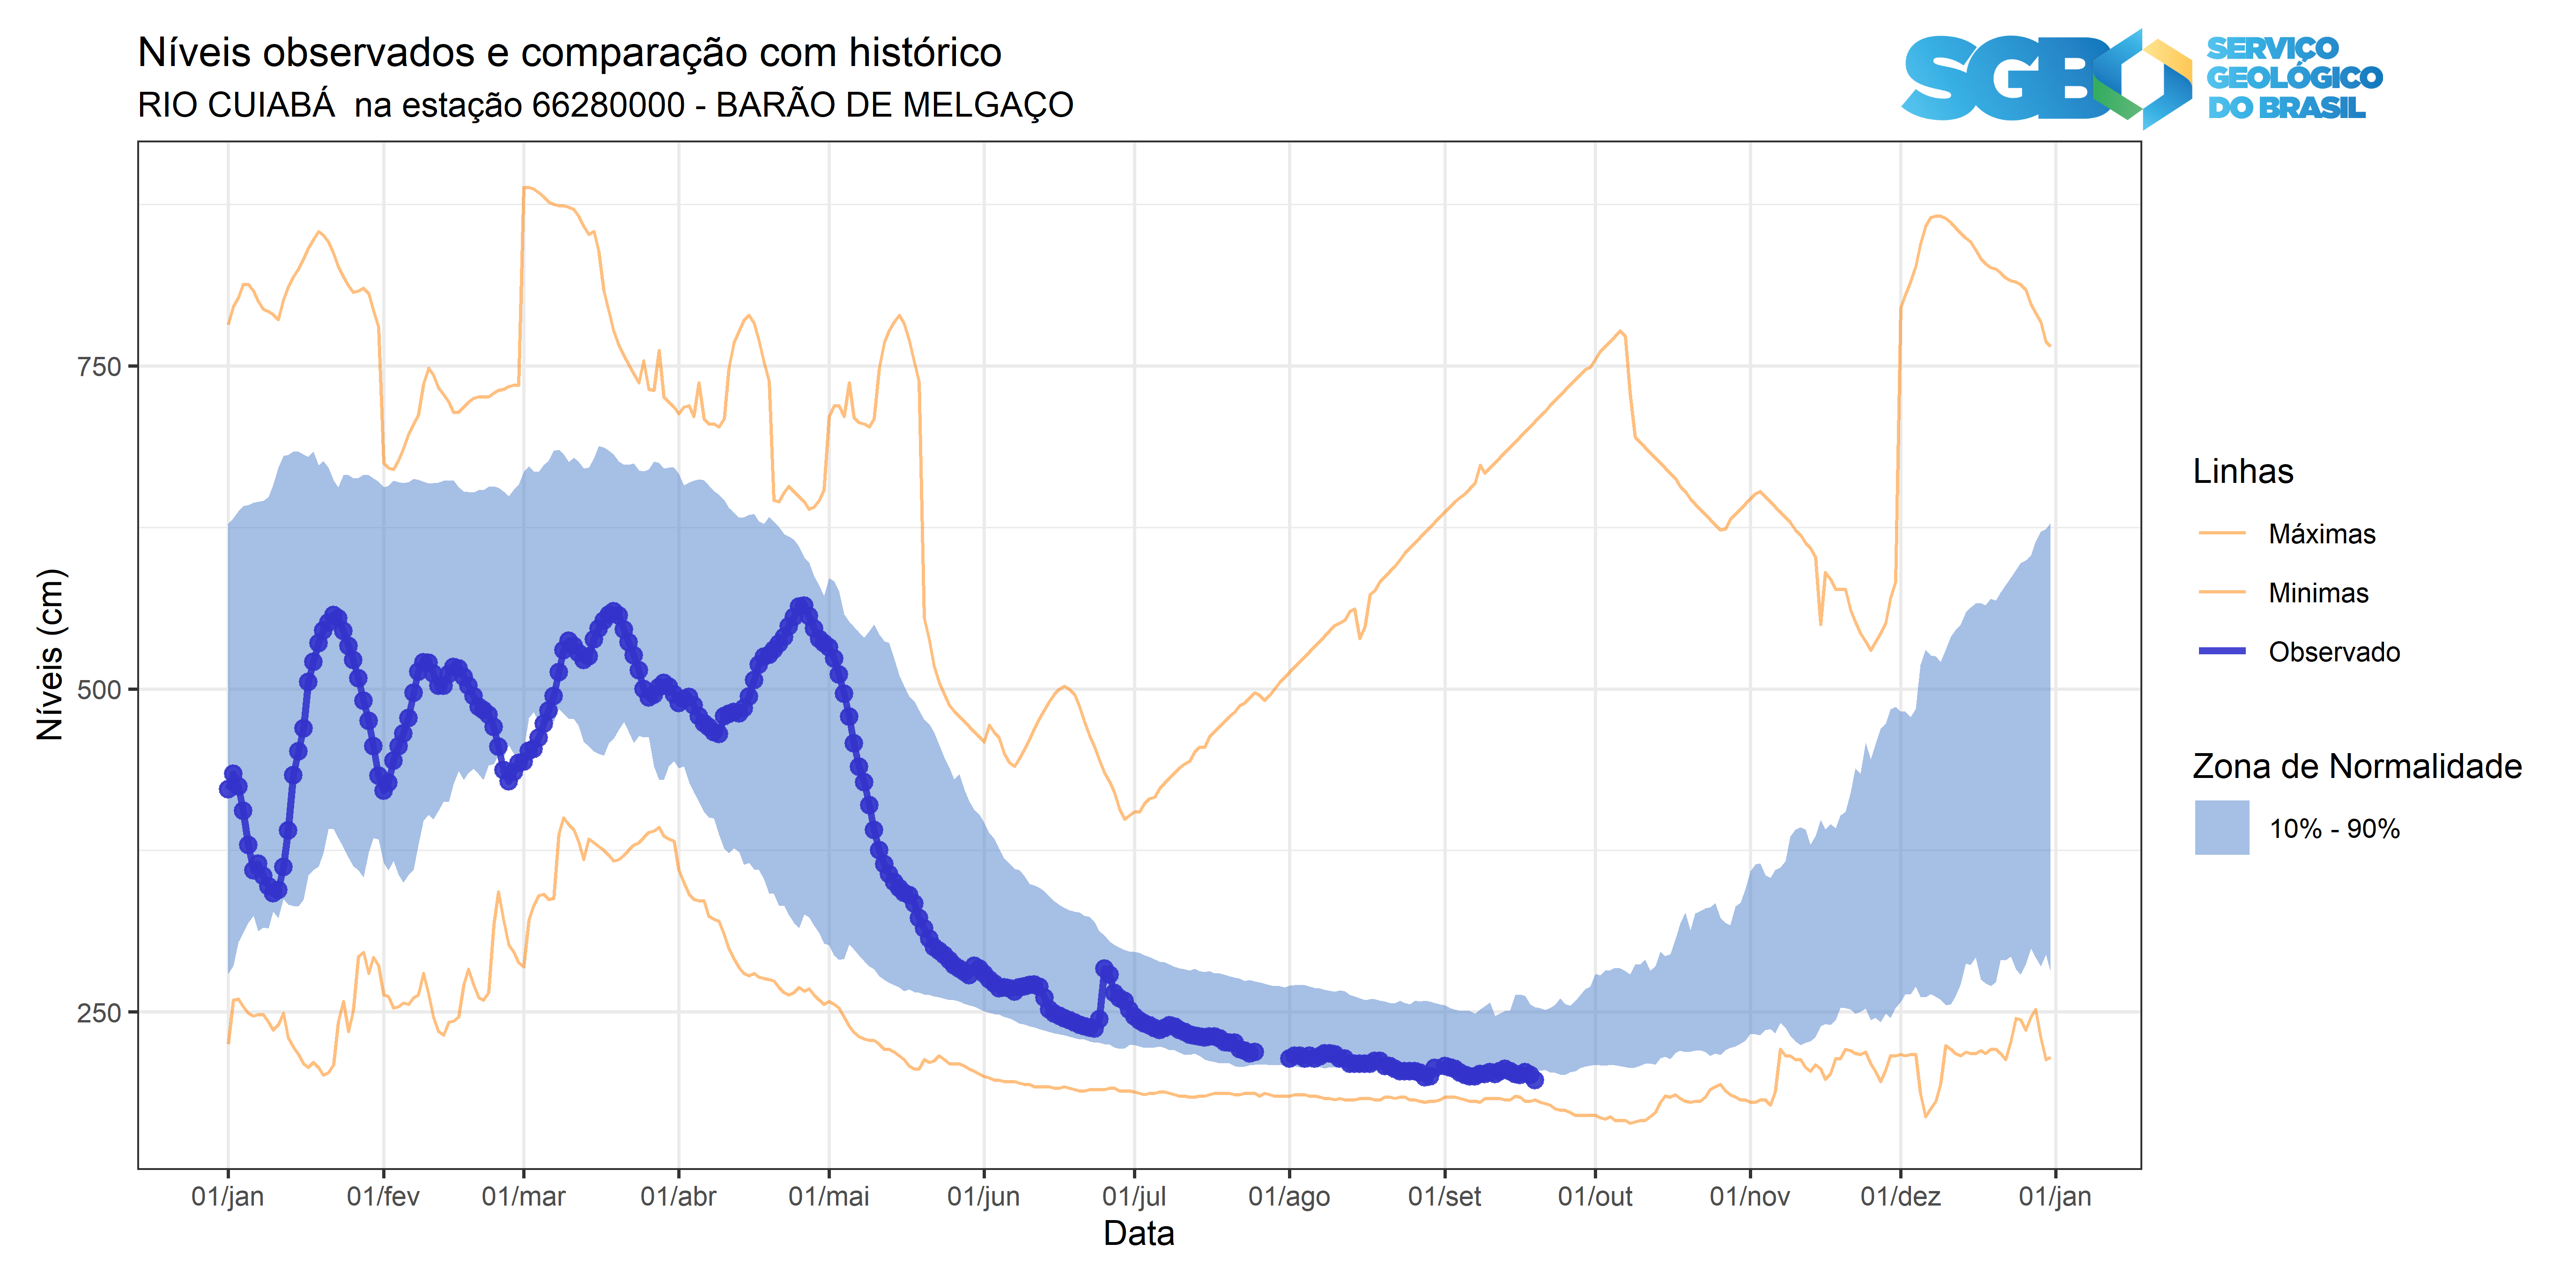 Níveis observados e comparação com histórico
RIO CUIABÁ  na estação 66280000 - BARÃO DE MELGAÇO
SGB
SERVIÇO
GEOLÓGICO
DO BRASIL
Níveis (cm)
750
500
250
01/jan 01/fev 01/mar 01/abr 01/mai 01/jun 01/jul 01/ago 01/set 01/out 01/nov 01/dez 01/jan
Data
Linhas
Máximas
Minimas
Observado
Zona de Normalidade
10% - 90%